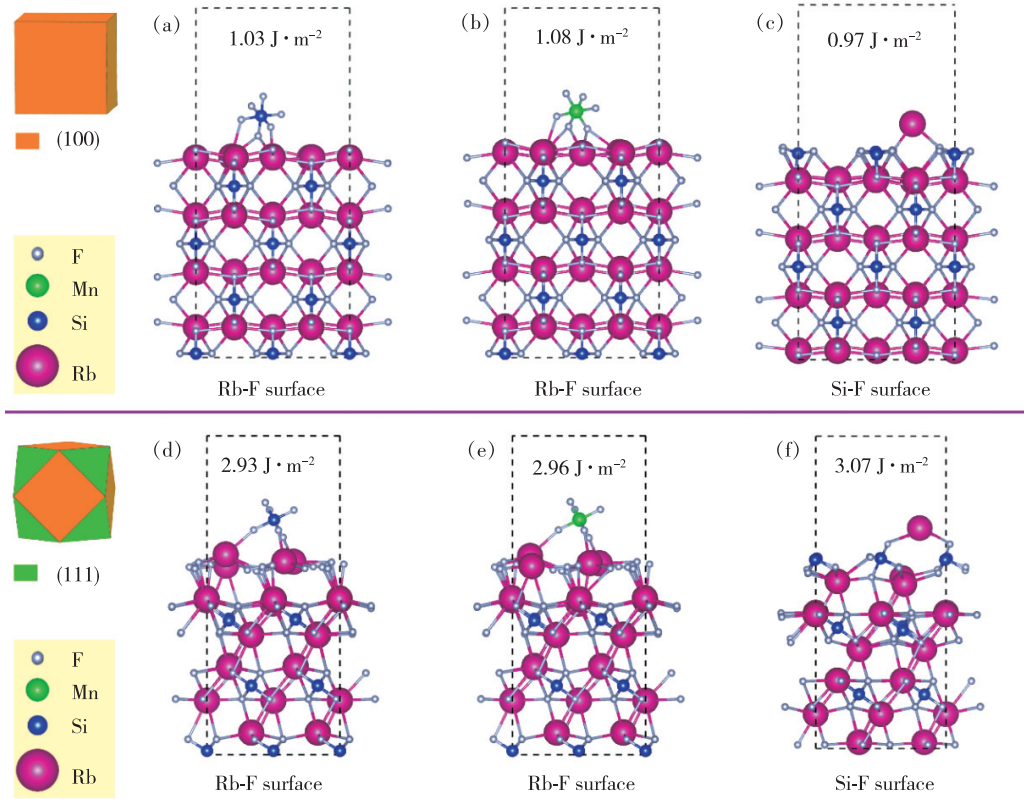 (a)
1.03 J·m⁻²
(b)
1.08 J·m⁻²
(c)
0.97 J·m⁻²
(100)
F
Mn
Si
Rb
Rb-F surface
Rb-F surface
Si-F surface
(d)
2.93 J·m⁻²
(e)
2.96 J·m⁻²
(f)
3.07 J·m⁻²
(111)
F
Mn
Si
Rb
Rb-F surface
Rb-F surface
Si-F surface